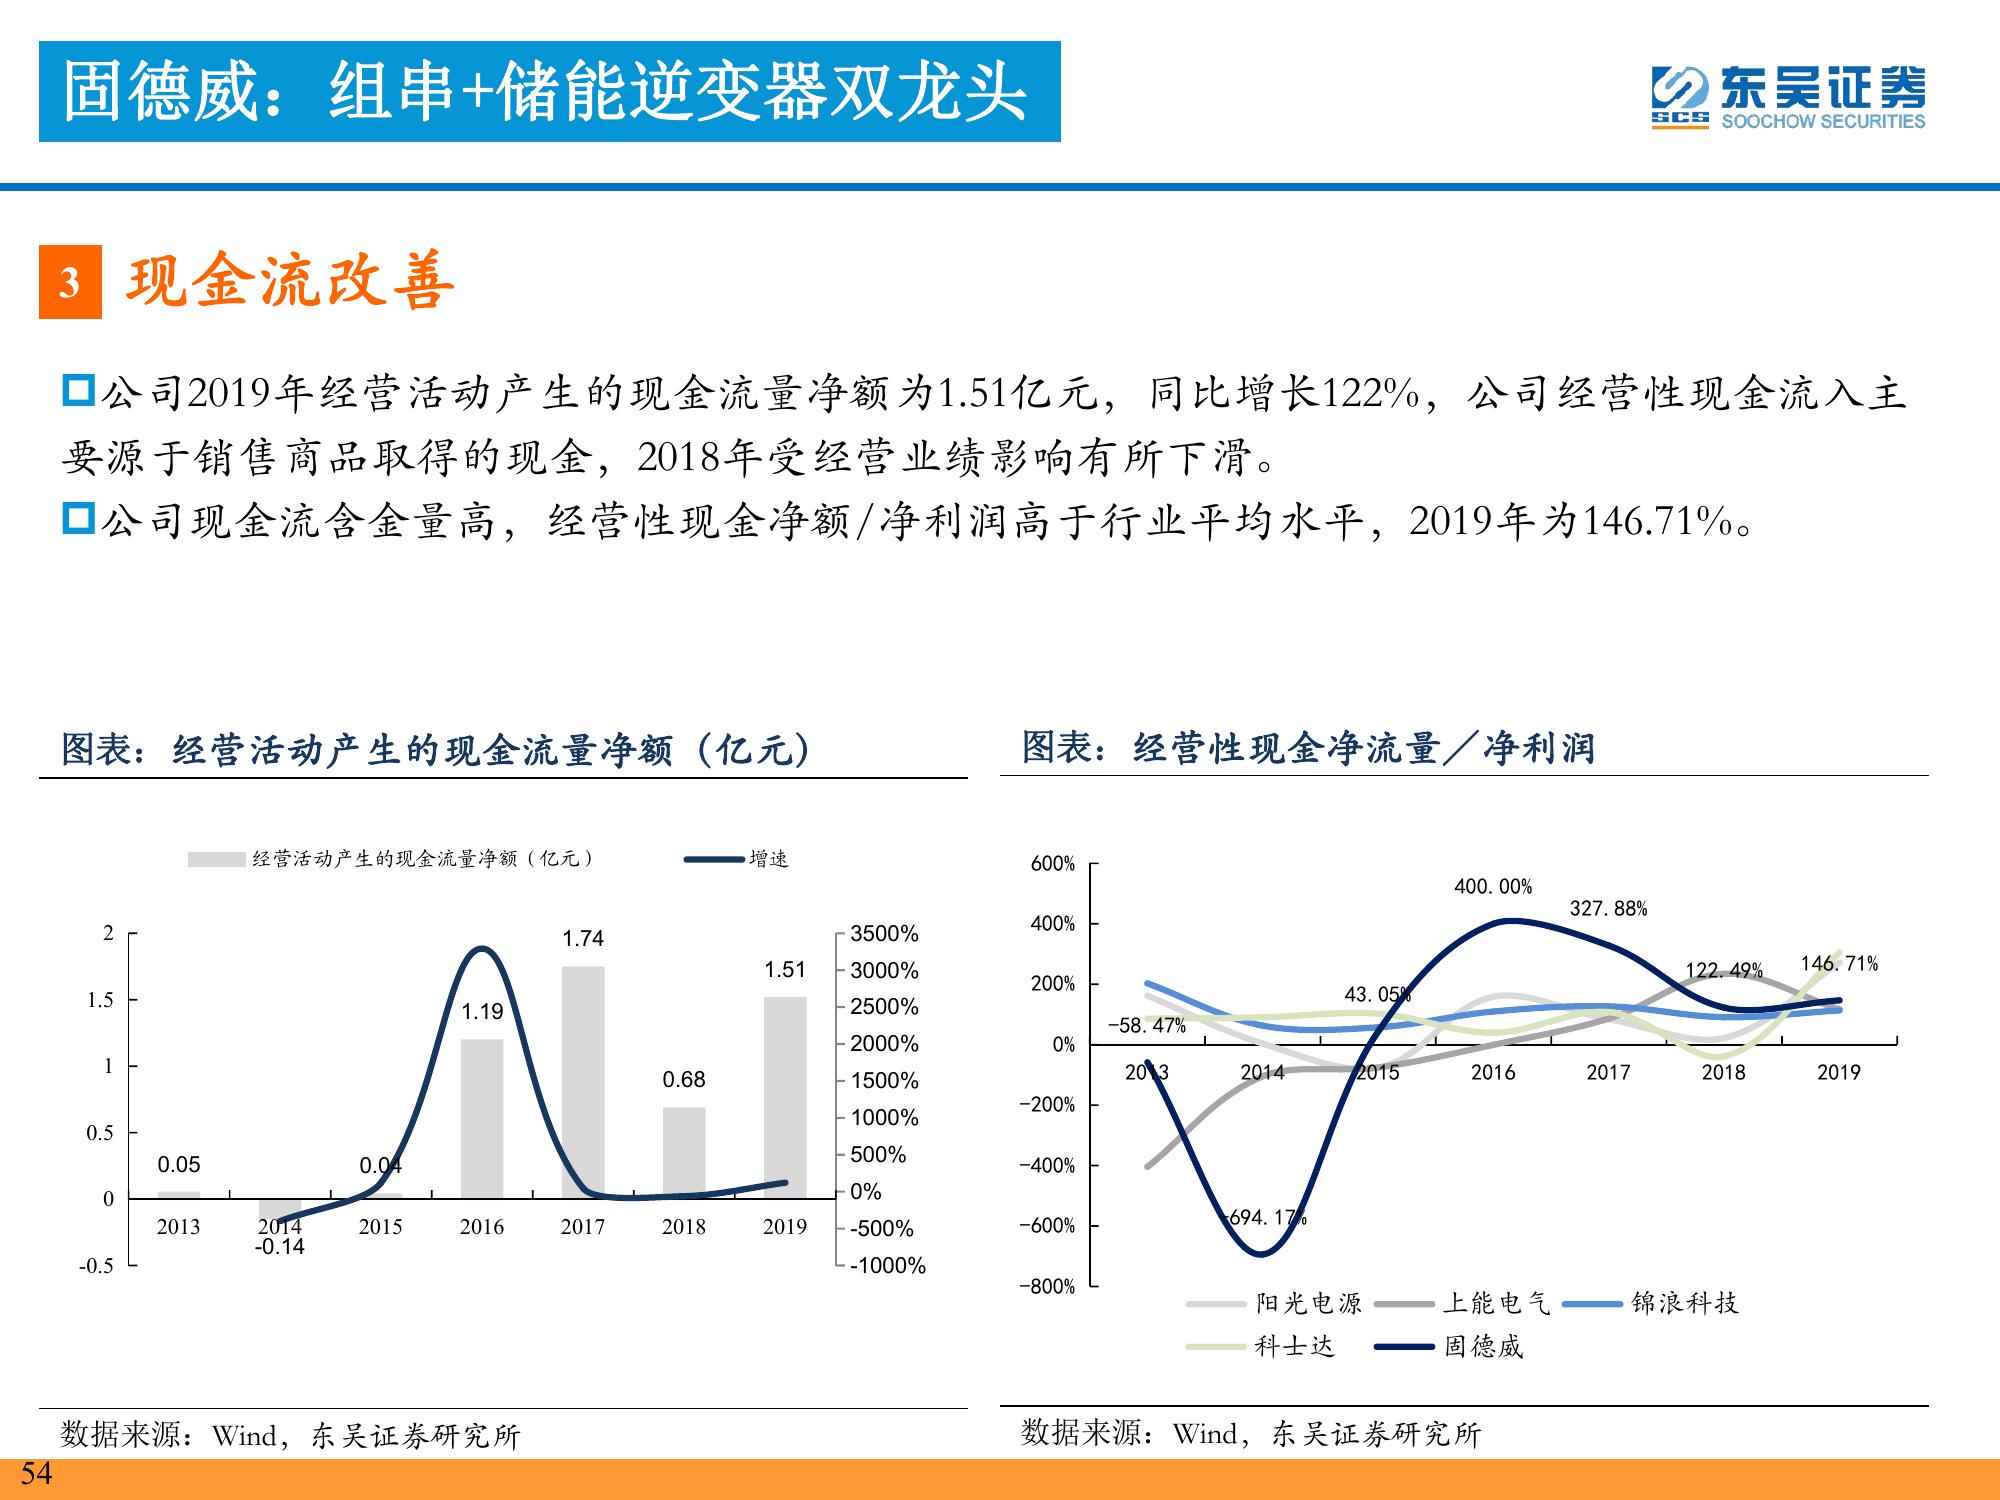 固德威：组串+储能逆变器双龙头
东吴证券
SCS SOOCHOW SECURITIES
3 现金流改善
公司2019年经营活动产生的现金流量净额为1.51亿元，同比增长122%，公司经营性现金流入主
要源于销售商品取得的现金，2018年受经营业绩影响有所下滑。
公司现金流含金量高，经营性现金净额/净利润高于行业平均水平，2019年为146.71%。
图表：经营活动产生的现金流量净额（亿元）
经营活动产生的现金流量净额（亿元） 增速
2
1.5
1
0.5
0
-0.5
0.05
-0.14
0.04
1.19
1.74
0.68
1.51
2013 2014 2015 2016 2017 2018 2019
3500%
3000%
2500%
2000%
1500%
1000%
500%
0%
-500%
-1000%
数据来源：Wind，东吴证券研究所
图表：经营性现金净流量／净利润
600%
400%
200%
0%
-200%
-400%
-600%
-800%
-58.47%
-694.17%
43.05%
400.00%
327.88%
122.49%
146.71%
2013 2014 2015 2016 2017 2018 2019
阳光电源 上能电气 锦浪科技
科士达 固德威
数据来源：Wind，东吴证券研究所
54